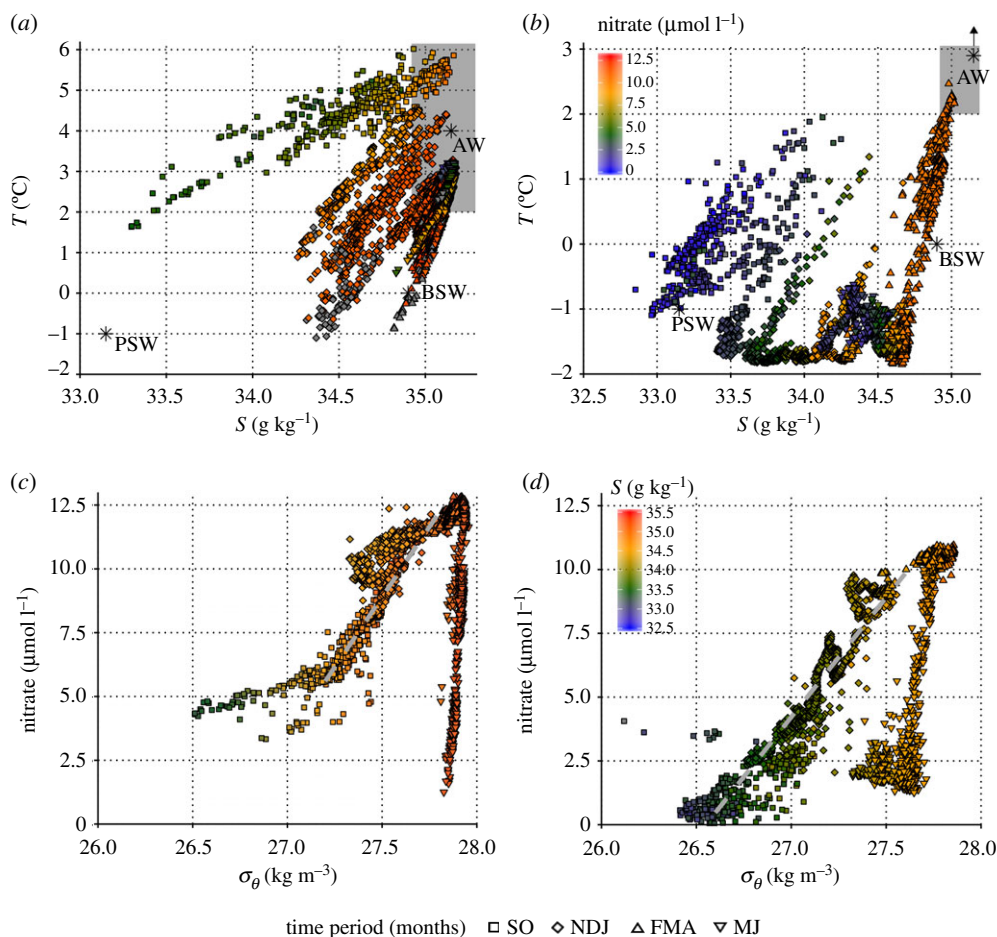 (a)
6
5
4
3
2
1
0
–1
–2
T (ºC)
33.0
33.5
34.0
34.5
35.0
S (g kg–1)
AW
BSW
PSW
(b)
nitrate (µmol l–1)
12.5
10.0
7.5
5.0
2.5
0
3
2
1
0
–1
–2
T (ºC)
32.5
33.0
33.5
34.0
34.5
35.0
S (g kg–1)
AW
BSW
PSW
(c)
12.5
10.0
7.5
5.0
2.5
0
nitrate (µmol l–1)
26.0
26.5
27.0
27.5
28.0
σθ (kg m–3)
(d)
S (g kg–1)
35.5
35.0
34.5
34.0
33.5
33.0
32.5
12.5
10.0
7.5
5.0
2.5
0
nitrate (µmol l–1)
26.0
26.5
27.0
27.5
28.0
σθ (kg m–3)
time period (months) SO NDJ FMA MJ